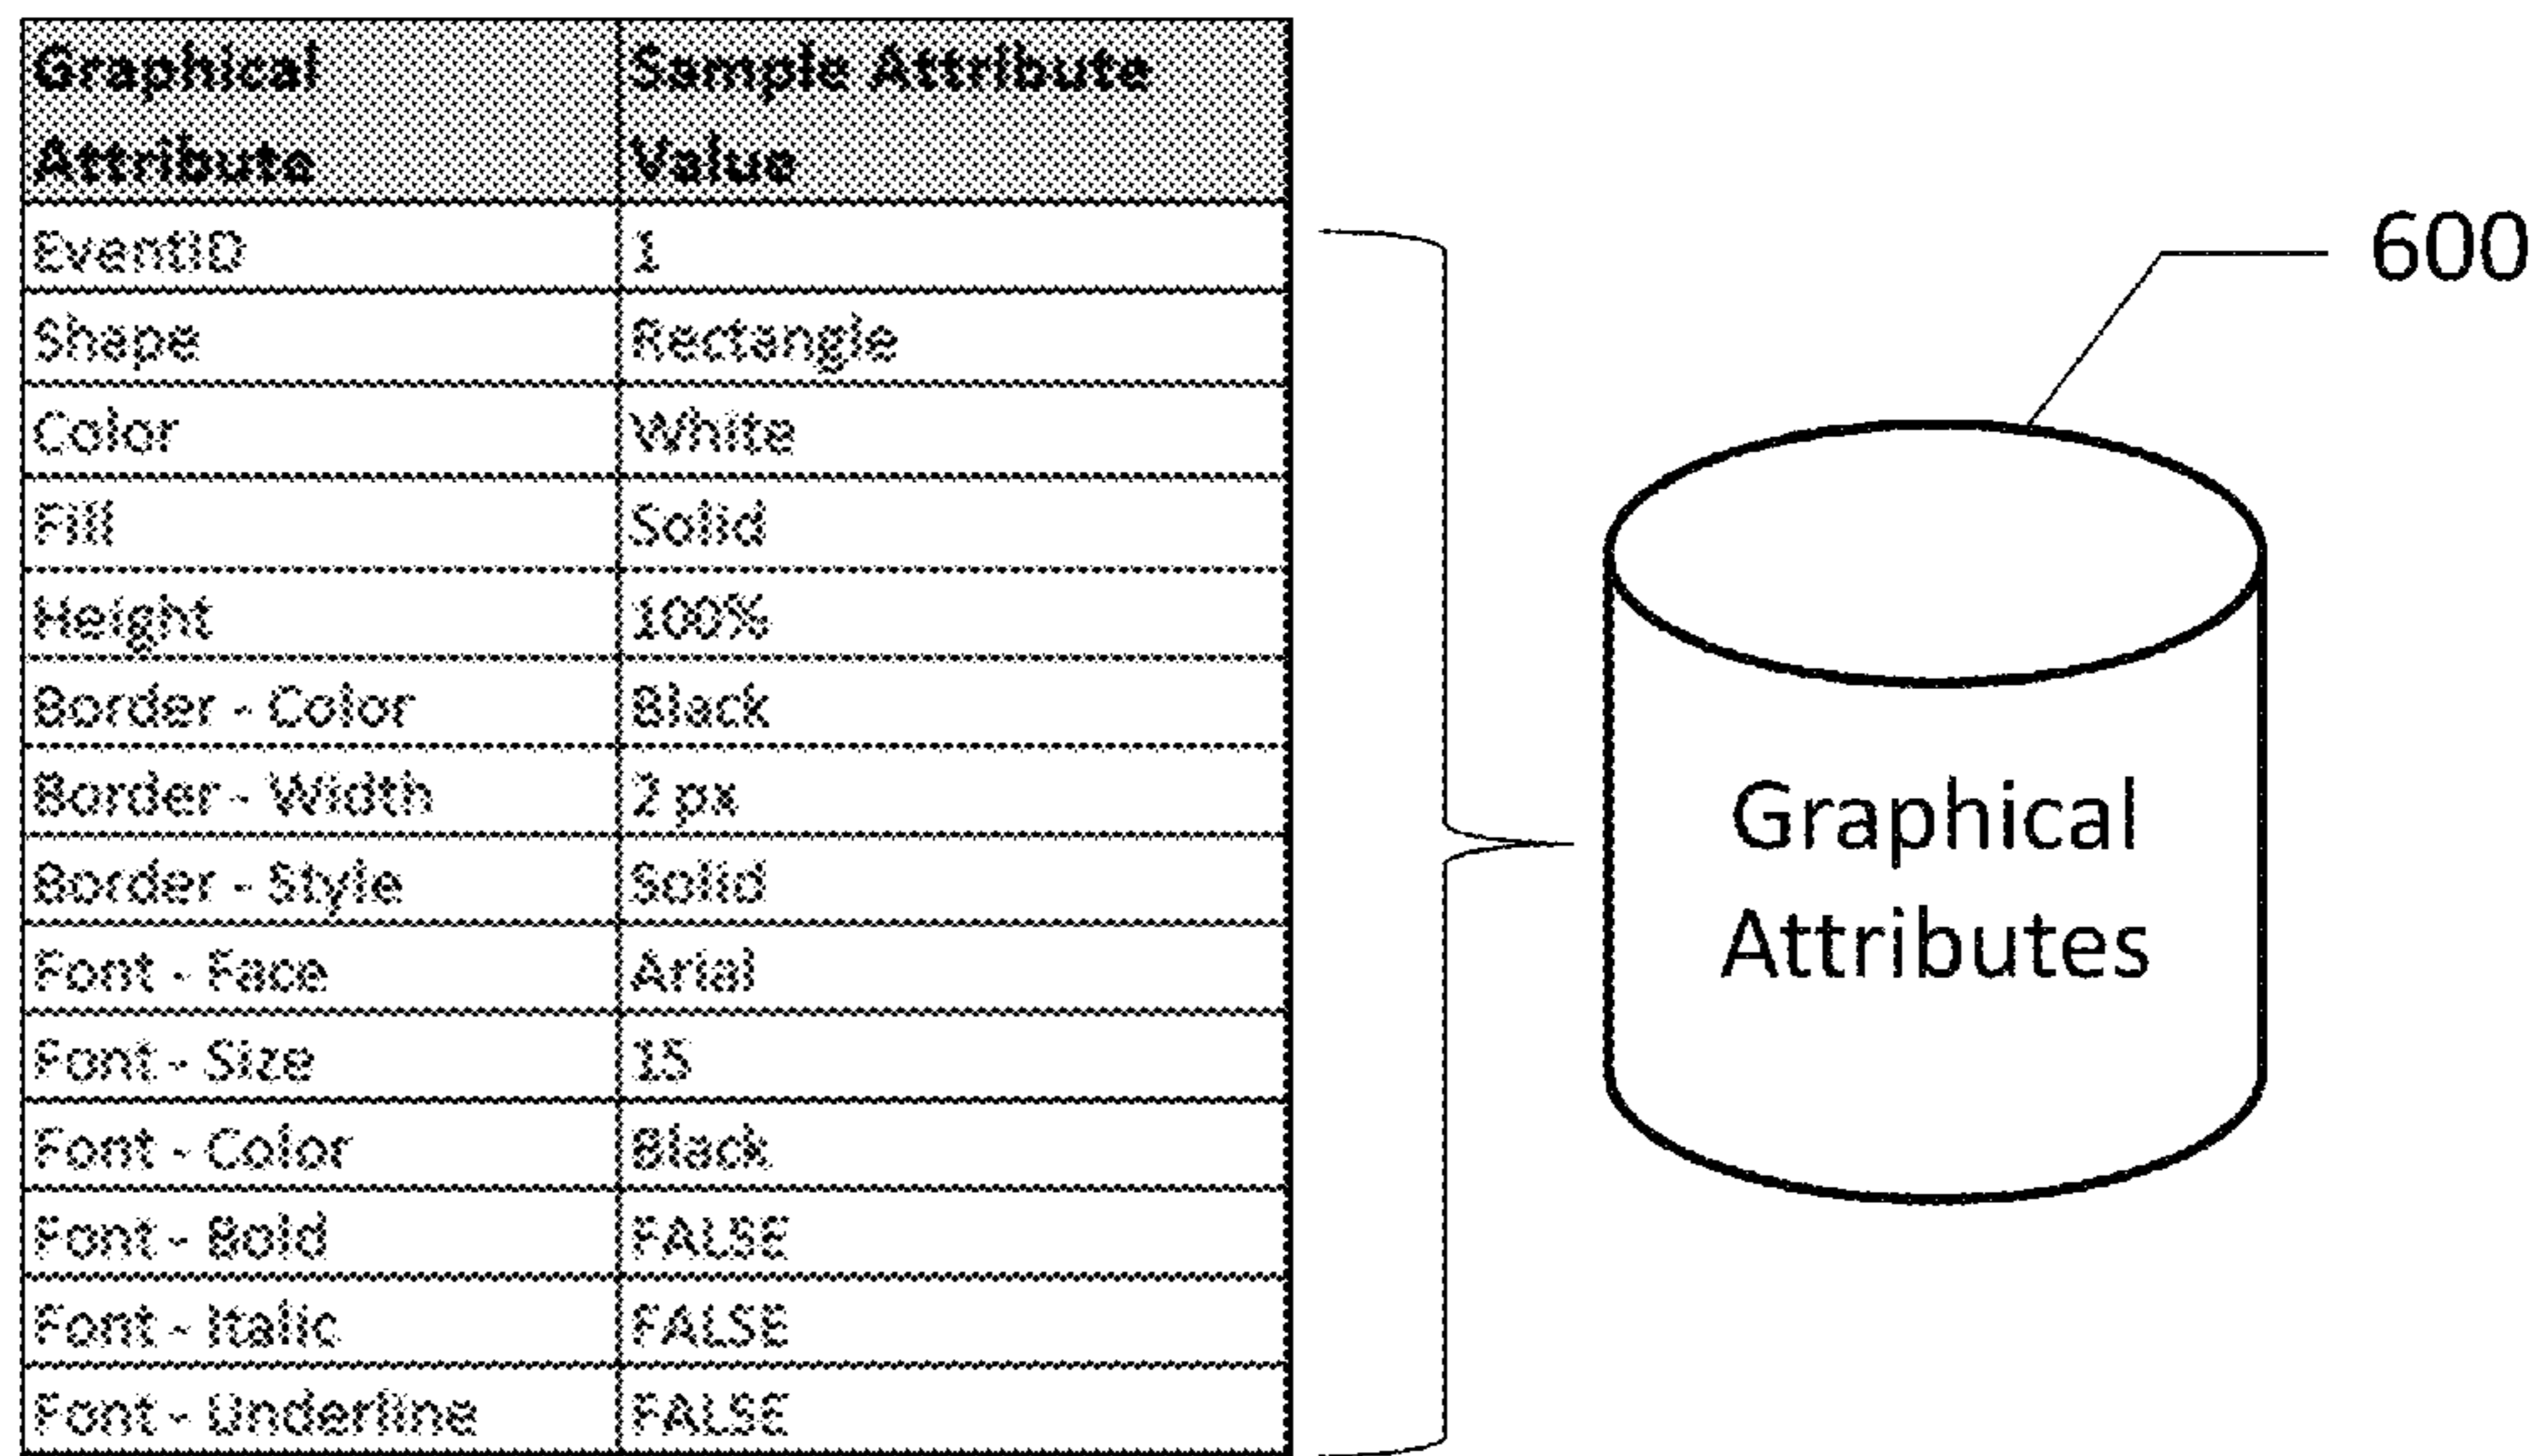 Graphical Sample Attribute
Attribute Value
EventID 1
Shape Rectangle
Color White
Fill Solid
Height 100%
Border - Color Black
Border - Width 2 px
Border - Style Solid
Font - Face Arial
Font - Size 15
Font - Color Black
Font - Bold FALSE
Font - Italic FALSE
Font - Underline FALSE
600
Graphical
Attributes